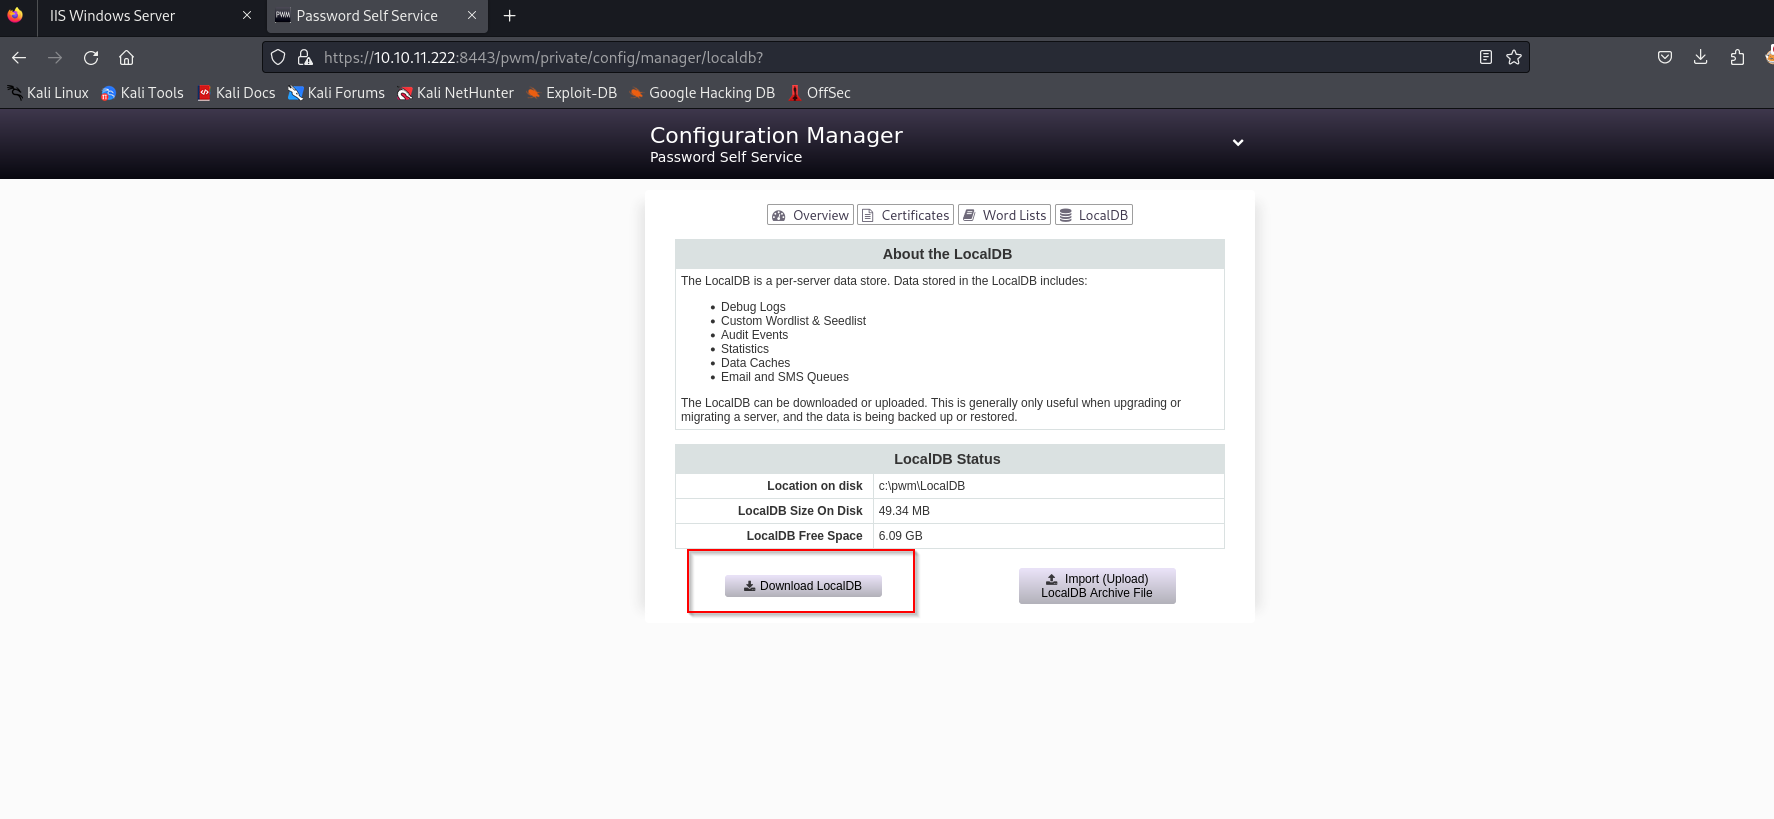 IIS Windows Server
PWM Password Self Service
https://10.10.11.222:8443/pwm/private/config/manager/localdb?
Kali Linux Kali Tools Kali Docs Kali Forums Kali NetHunter Exploit-DB Google Hacking DB OffSec
Configuration Manager
Password Self Service
Overview Certificates Word Lists LocalDB
About the LocalDB
The LocalDB is a per-server data store. Data stored in the LocalDB includes:
• Debug Logs
• Custom Wordlist & Seedlist
• Audit Events
• Statistics
• Data Caches
• Email and SMS Queues
The LocalDB can be downloaded or uploaded. This is generally only useful when upgrading or
migrating a server, and the data is being backed up or restored.
LocalDB Status
Location on disk c:\pwm\LocalDB
LocalDB Size On Disk 49.34 MB
LocalDB Free Space 6.09 GB
Download LocalDB
Import (Upload)
LocalDB Archive File